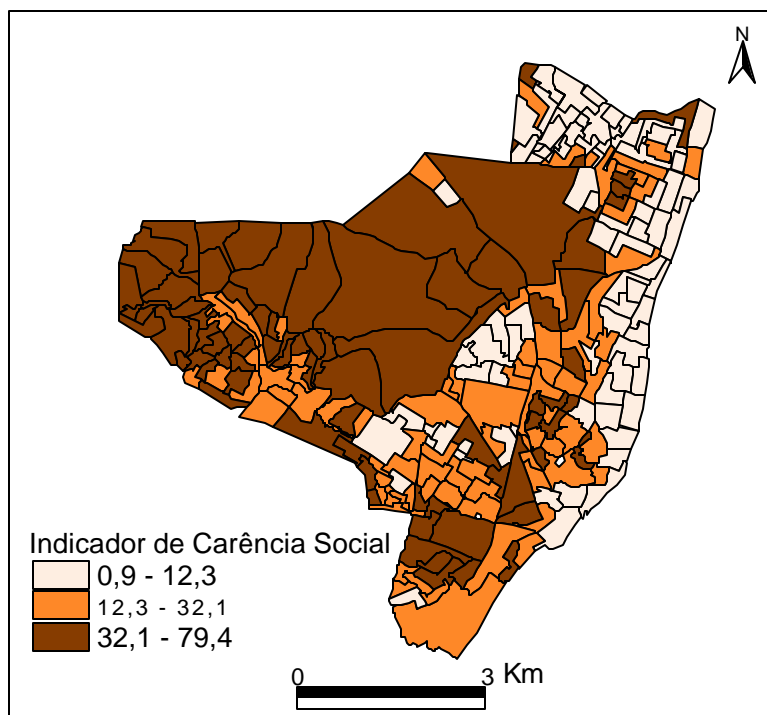 N
Indicador de Carência Social
0,9 - 12,3
12,3 - 32,1
32,1 - 79,4
0 3 Km